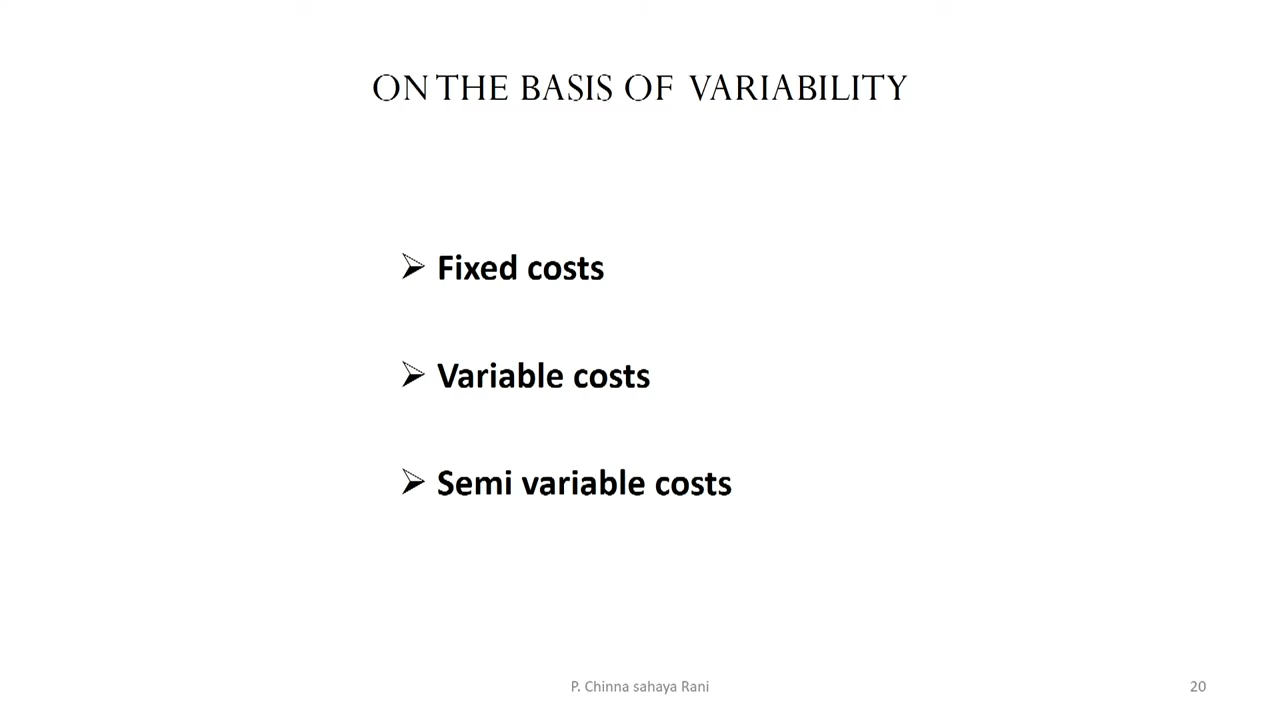 ON THE BASIS OF VARIABILITY
➢ Fixed costs
➢ Variable costs
➢ Semi variable costs
P. Chinna sahaya Rani
20